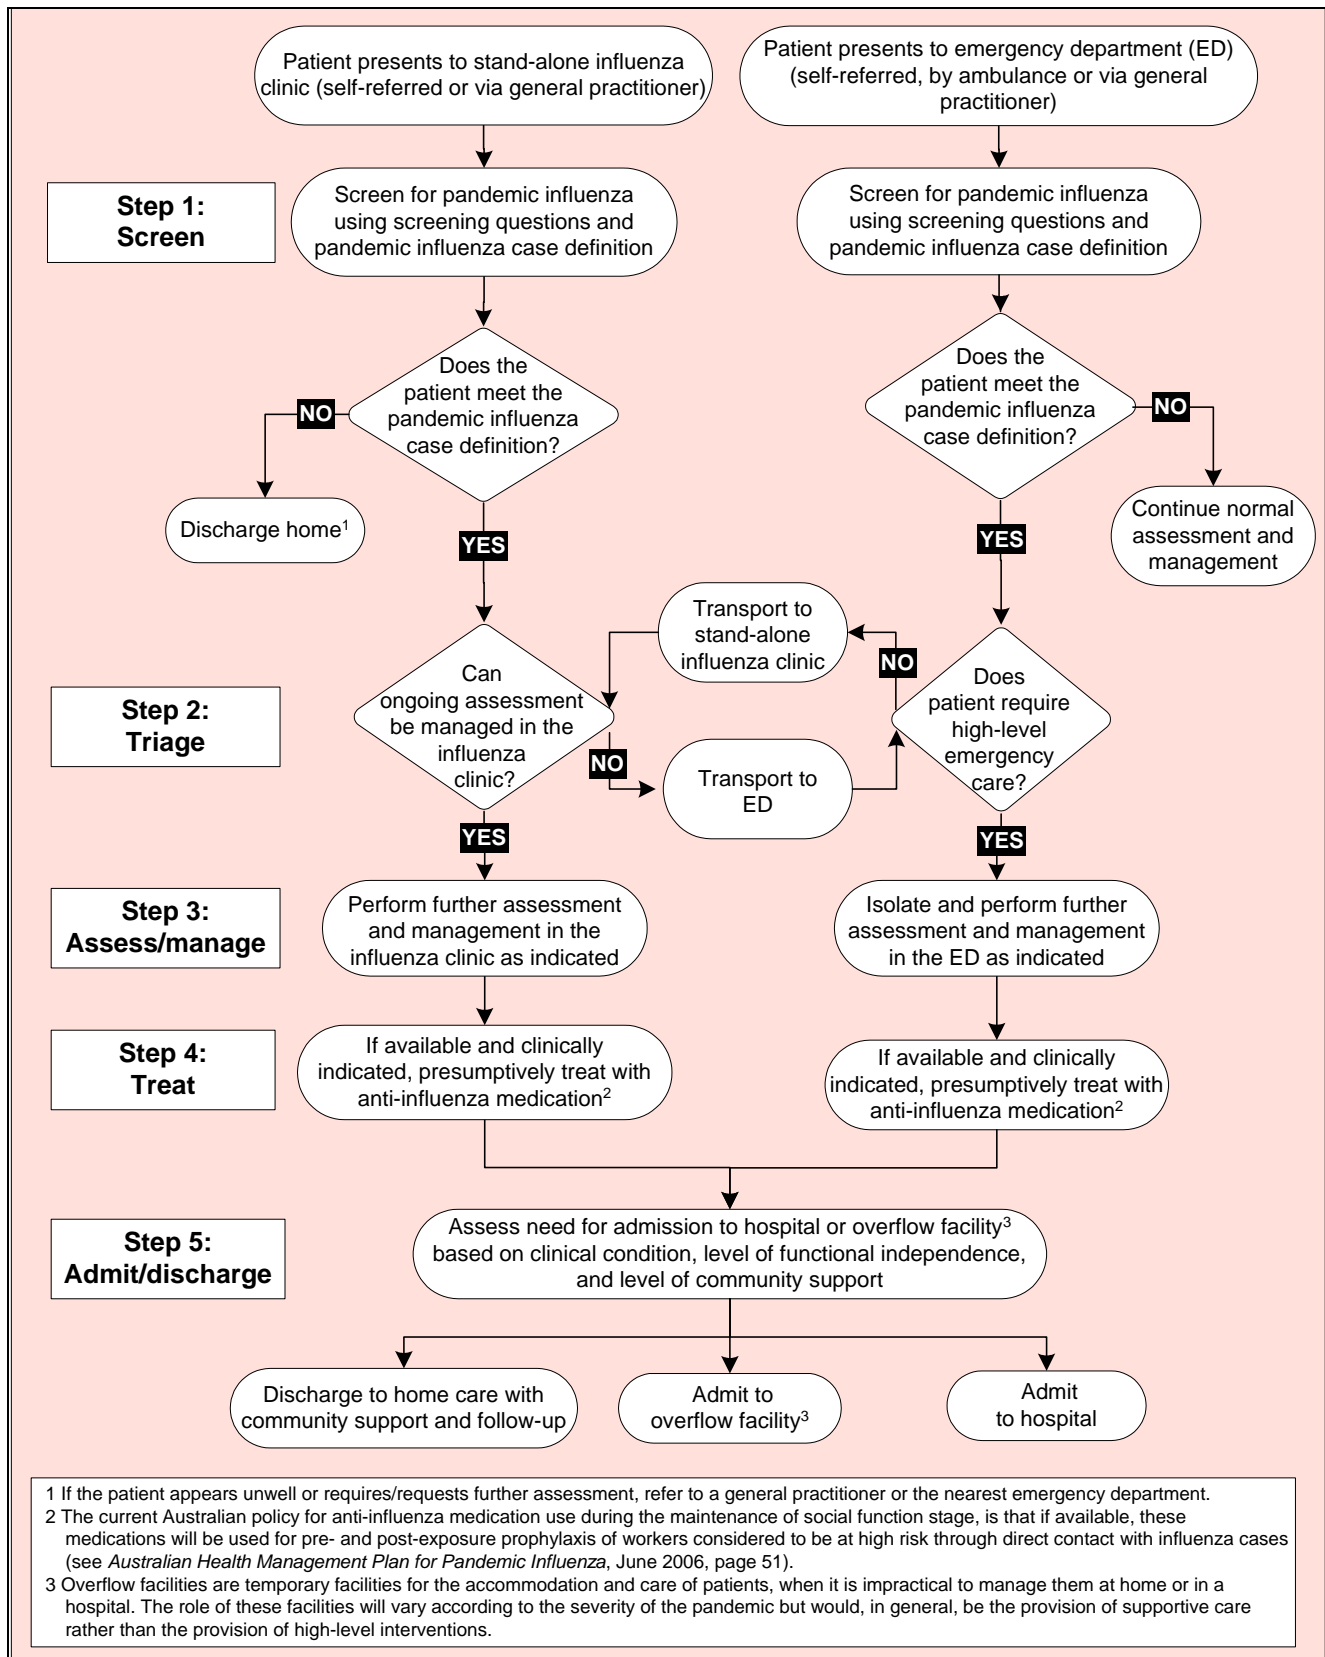 Patient presents to stand-alone influenza
clinic (self-referred or via general practitioner)
Patient presents to emergency department (ED)
(self-referred, by ambulance or via general
practitioner)
Step 1:
Screen
Screen for pandemic influenza
using screening questions and
pandemic influenza case definition
Screen for pandemic influenza
using screening questions and
pandemic influenza case definition
Does the
patient meet the
pandemic influenza
case definition?
Does the
patient meet the
pandemic influenza
case definition?
NO
NO
Discharge home1
Continue normal
assessment and
management
YES
YES
Step 2:
Triage
Can
ongoing assessment
be managed in the
influenza
clinic?
Transport to
stand-alone
influenza clinic
NO
NO
Transport to
ED
Does
patient require
high-level
emergency
care?
YES
YES
Step 3:
Assess/manage
Perform further assessment
and management in the
influenza clinic as indicated
Isolate and perform further
assessment and management
in the ED as indicated
Step 4:
Treat
If available and clinically
indicated, presumptively treat with
anti-influenza medication2
If available and clinically
indicated, presumptively treat with
anti-influenza medication2
Step 5:
Admit/discharge
Assess need for admission to hospital or overflow facility3
based on clinical condition, level of functional independence,
and level of community support
Discharge to home care with
community support and follow-up
Admit to
overflow facility3
Admit
to hospital
1 If the patient appears unwell or requires/requests further assessment, refer to a general practitioner or the nearest emergency department.
2 The current Australian policy for anti-influenza medication use during the maintenance of social function stage, is that if available, these
medications will be used for pre- and post-exposure prophylaxis of workers considered to be at high risk through direct contact with influenza cases
(see Australian Health Management Plan for Pandemic Influenza, June 2006, page 51).
3 Overflow facilities are temporary facilities for the accommodation and care of patients, when it is impractical to manage them at home or in a
hospital. The role of these facilities will vary according to the severity of the pandemic but would, in general, be the provision of supportive care
rather than the provision of high-level interventions.